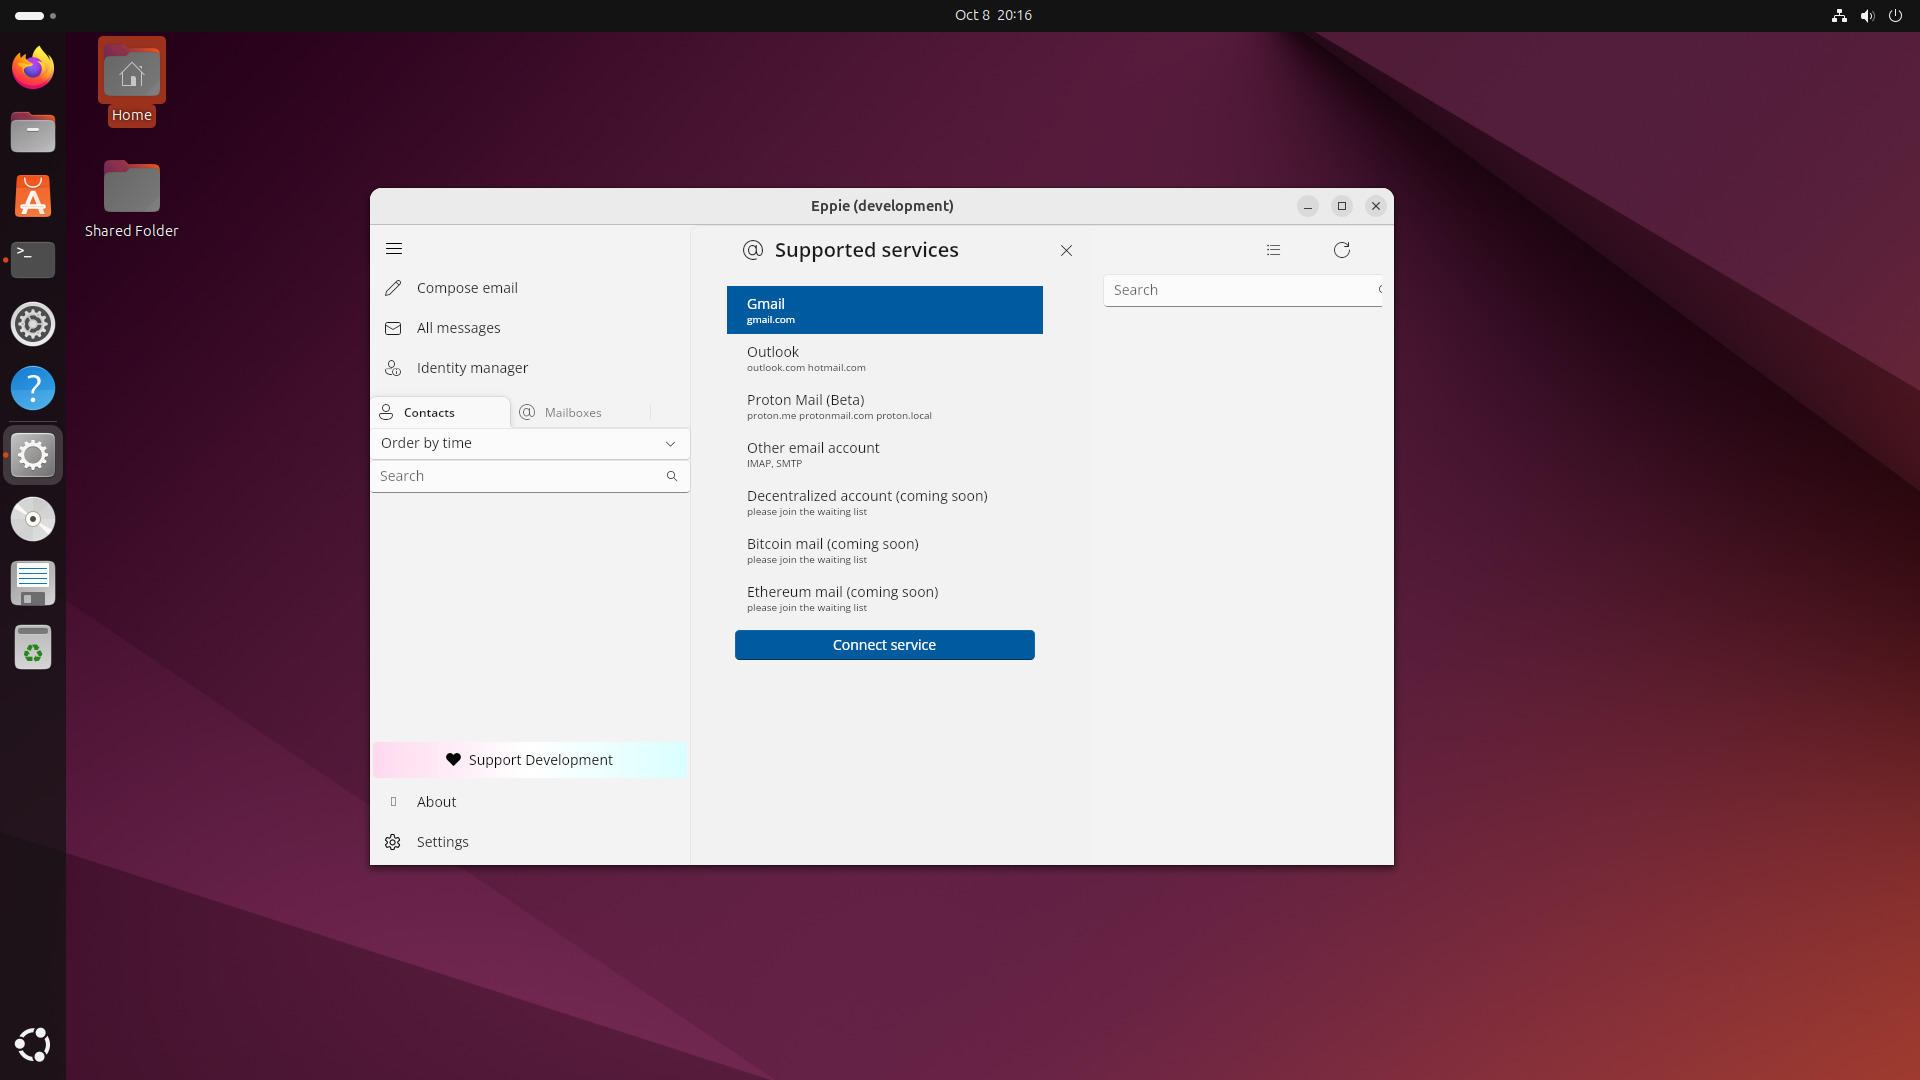 Oct 8 20:16
Home
Shared Folder
Eppie (development)
Compose email
All messages
Identity manager
Contacts
Mailboxes
Order by time
Search
Support Development
About
Settings
Supported services
Gmail
gmail.com
Outlook
outlook.com hotmail.com
Proton Mail (Beta)
proton.me protonmail.com proton.local
Other email account
IMAP, SMTP
Decentralized account (coming soon)
please join the waiting list
Bitcoin mail (coming soon)
please join the waiting list
Ethereum mail (coming soon)
please join the waiting list
Connect service
Search